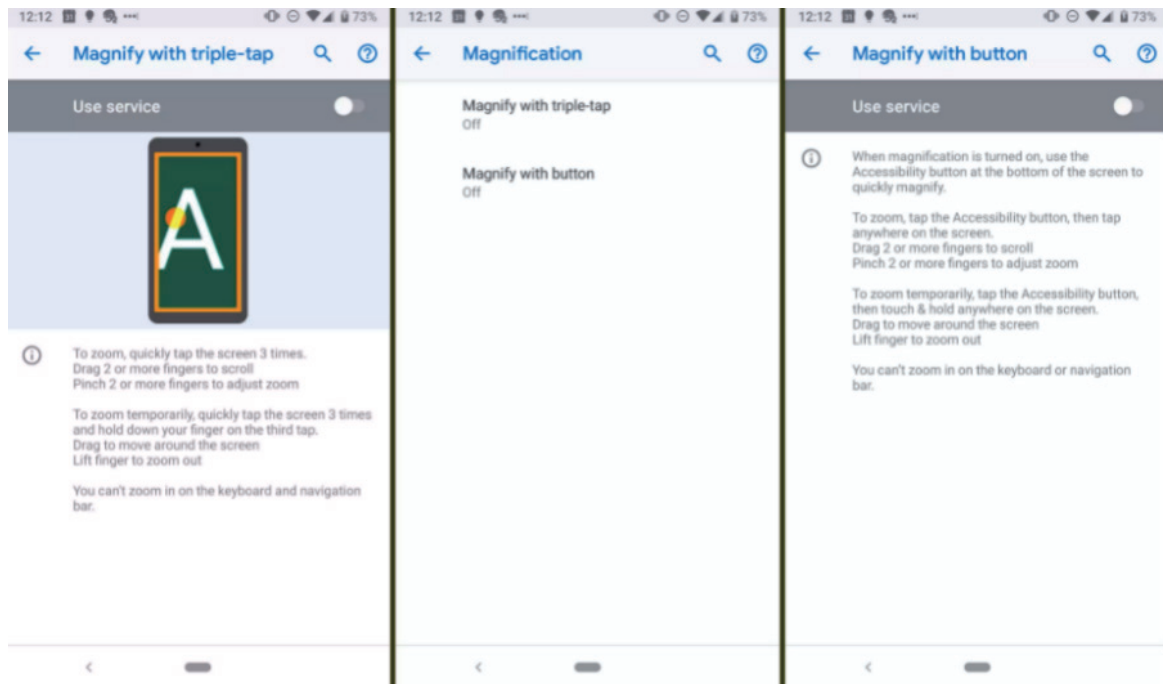 12:12 73%
Magnify with triple-tap
Use service
A
To zoom, quickly tap the screen 3 times.
Drag 2 or more fingers to scroll
Pinch 2 or more fingers to adjust zoom
To zoom temporarily, quickly tap the screen 3 times
and hold down your finger on the third tap.
Drag to move around the screen
Lift finger to zoom out
You can't zoom in on the keyboard and navigation
bar.
12:12 73%
Magnification
Magnify with triple-tap
Off
Magnify with button
Off
12:12 73%
Magnify with button
Use service
When magnification is turned on, use the
Accessibility button at the bottom of the screen to
quickly magnify.
To zoom, tap the Accessibility button, then tap
anywhere on the screen.
Drag 2 or more fingers to scroll
Pinch 2 or more fingers to adjust zoom
To zoom temporarily, tap the Accessibility button,
then touch & hold anywhere on the screen.
Drag to move around the screen
Lift finger to zoom out
You can't zoom in on the keyboard or navigation
bar.